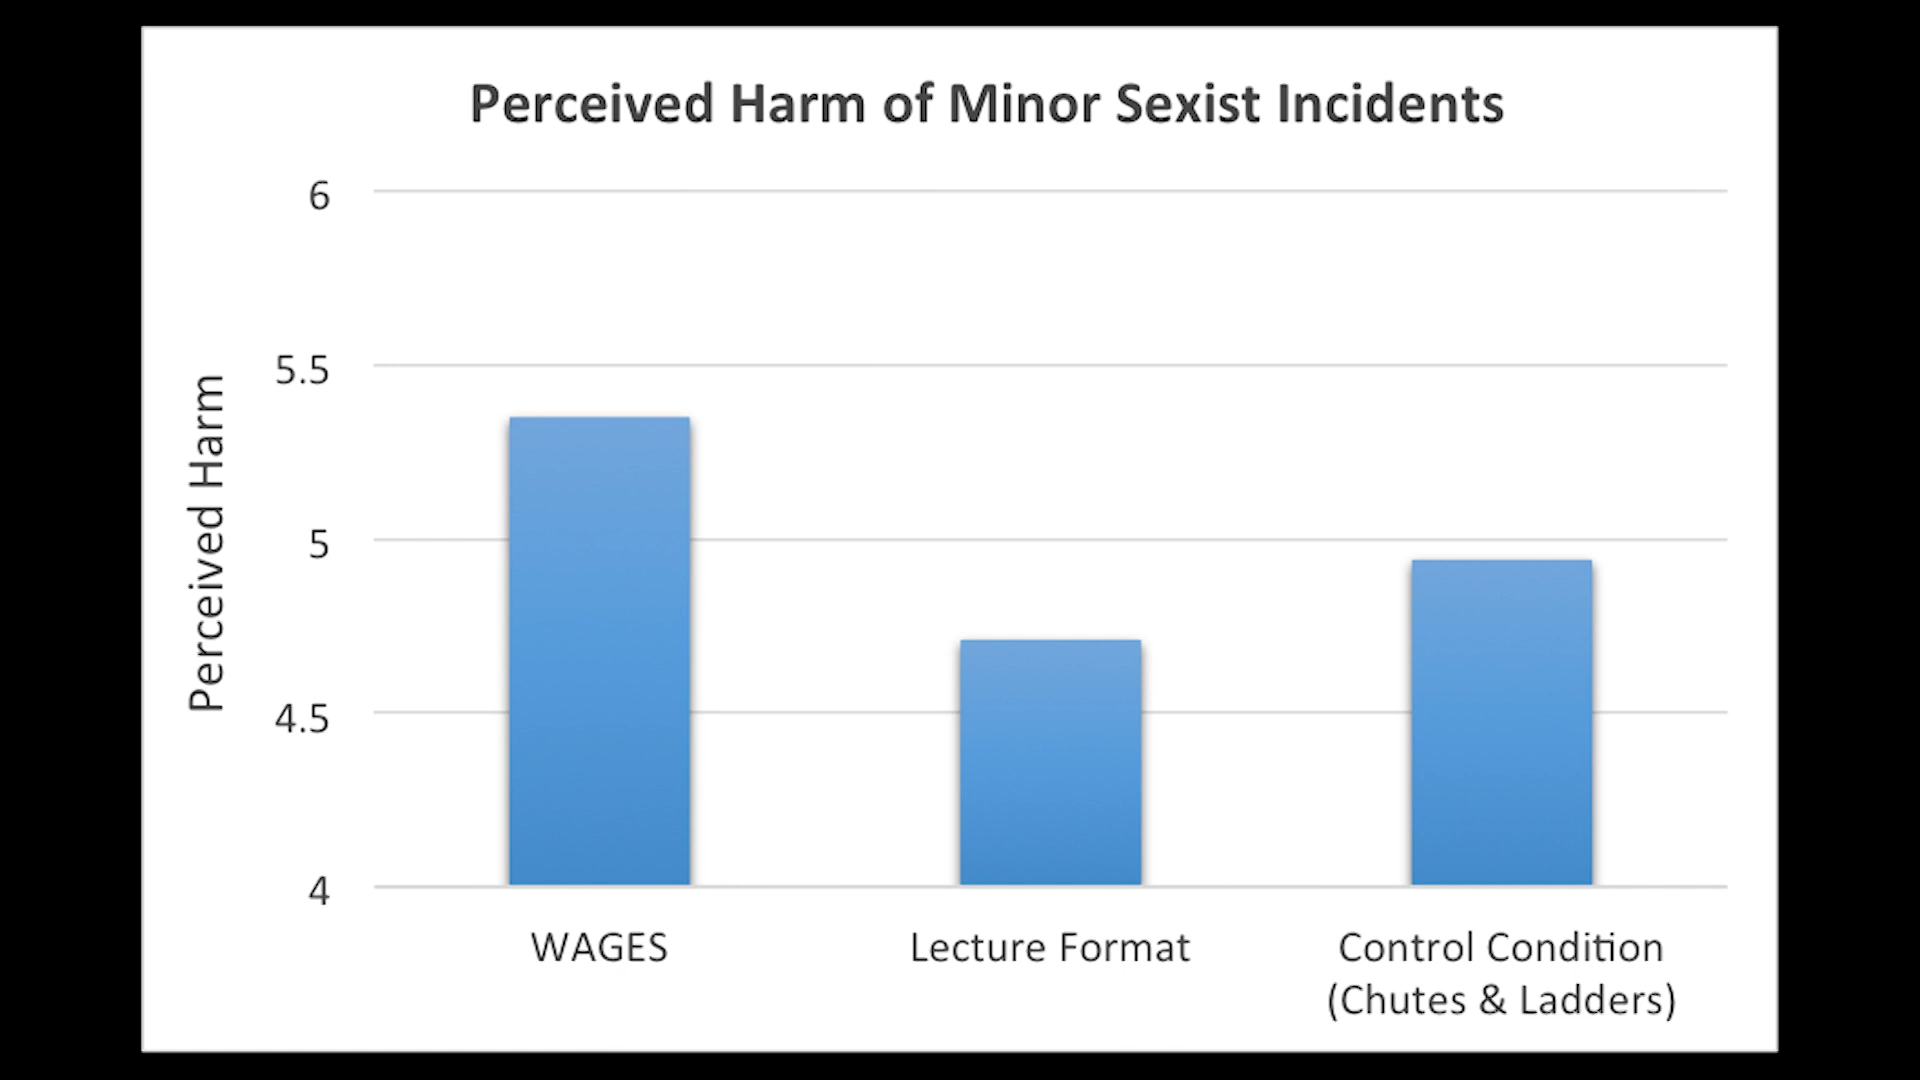 Perceived Harm of Minor Sexist Incidents
6
5.5
5
4.5
4
Perceived Harm
WAGES
Lecture Format
Control Condition
(Chutes & Ladders)